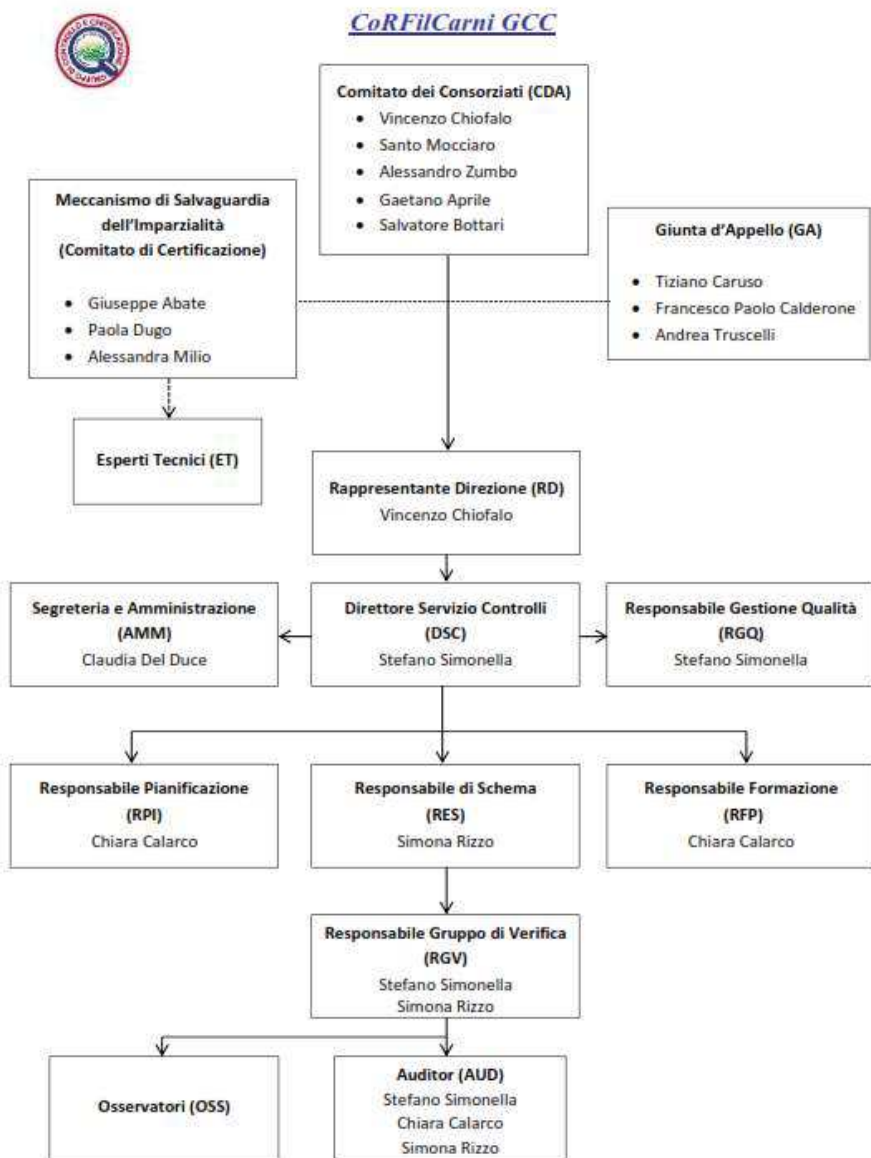 CoRFilCarni GCC
GRUPPO DI CONTROLLO E CERTIFICAZIONE
Comitato dei Consorziati (CDA)
• Vincenzo Chiofalo
• Santo Mocciaro
• Alessandro Zumbo
• Gaetano Aprile
• Salvatore Bottari
Meccanismo di Salvaguardia
dell'Imparzialità
(Comitato di Certificazione)
• Giuseppe Abate
• Paola Dugo
• Alessandra Milio
Giunta d'Appello (GA)
• Tiziano Caruso
• Francesco Paolo Calderone
• Andrea Truscelli
Esperti Tecnici (ET)
Rappresentante Direzione (RD)
Vincenzo Chiofalo
Segreteria e Amministrazione
(AMM)
Claudia Del Duce
Direttore Servizio Controlli
(DSC)
Stefano Simonella
Responsabile Gestione Qualità
(RGQ)
Stefano Simonella
Responsabile Pianificazione
(RPI)
Chiara Calarco
Responsabile di Schema
(RES)
Simona Rizzo
Responsabile Formazione
(RFP)
Chiara Calarco
Responsabile Gruppo di Verifica
(RGV)
Stefano Simonella
Simona Rizzo
Osservatori (OSS)
Auditor (AUD)
Stefano Simonella
Chiara Calarco
Simona Rizzo